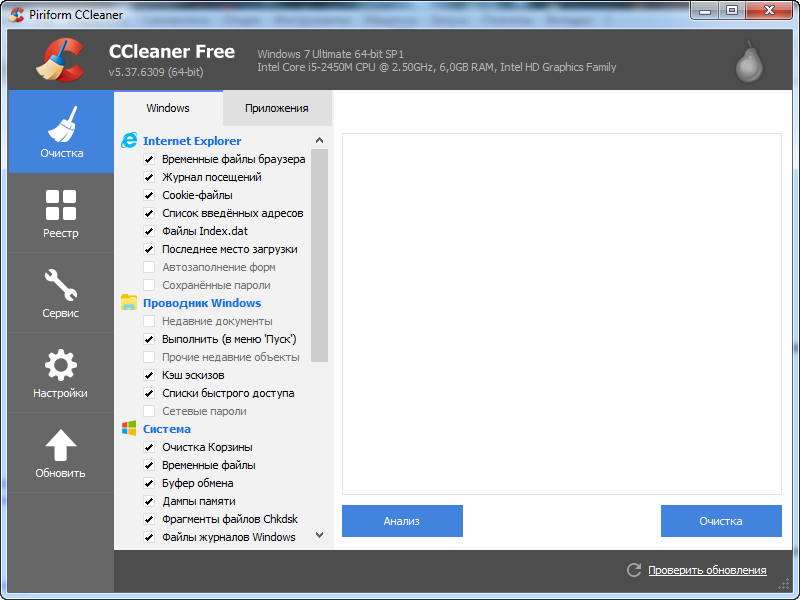 Piriform CCleaner
CCleaner Free
v5.37.6309 (64-bit)
Windows 7 Ultimate 64-bit SP1
Intel Core i5-2450M CPU @ 2.50GHz, 6,0GB RAM, Intel HD Graphics Family
Очистка
Реестр
Сервис
Настройки
Обновить
Windows
Приложения
Internet Explorer
Временные файлы браузера
Журнал посещений
Cookie-файлы
Список введённых адресов
Файлы Index.dat
Последнее место загрузки
Автозаполнение форм
Сохранённые пароли
Проводник Windows
Недавние документы
Выполнить (в меню 'Пуск')
Прочие недавние объекты
Кэш эскизов
Списки быстрого доступа
Сетевые пароли
Система
Очистка Корзины
Временные файлы
Буфер обмена
Дампы памяти
Фрагменты файлов Chkdsk
Файлы журналов Windows
Анализ
Очистка
Проверить обновления